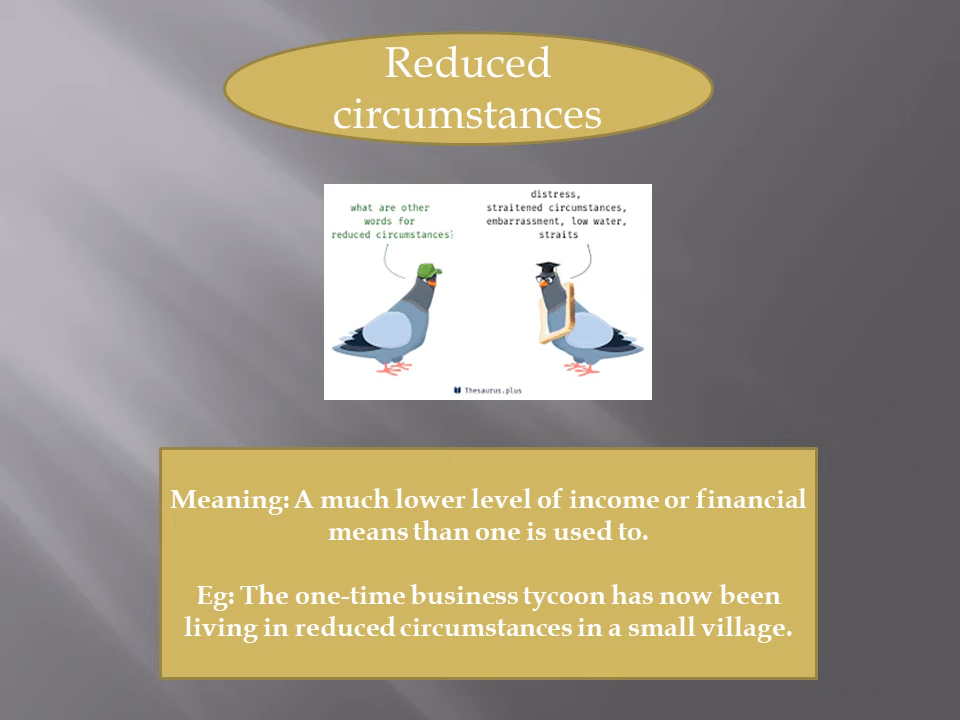 Reduced
circumstances
what are other
words for
reduced circumstances?
distress,
straitened circumstances,
embarrassment, low water,
straits
Thesaurus.plus
Meaning: A much lower level of income or financial
means than one is used to.
Eg: The one-time business tycoon has now been
living in reduced circumstances in a small village.